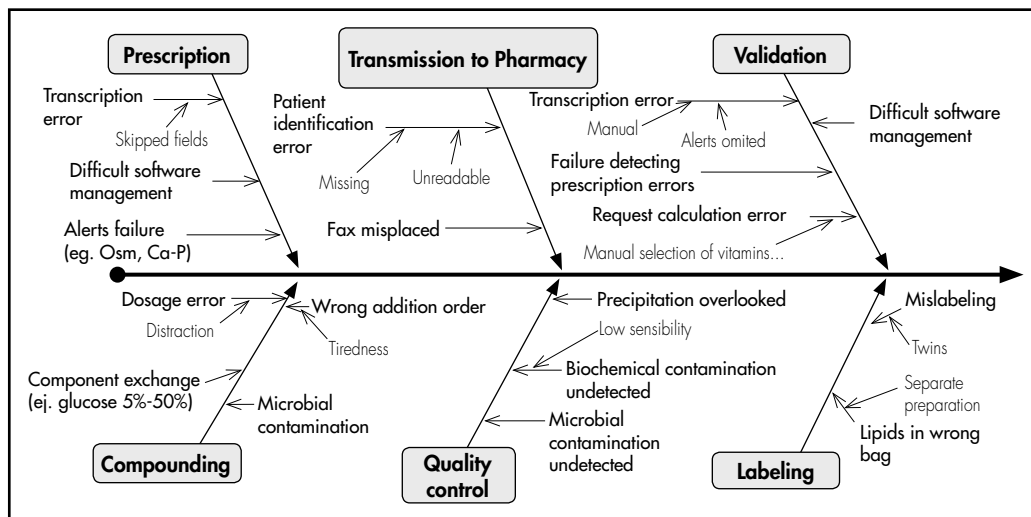 Prescription
Transmission to Pharmacy
Validation
Transcription
error
Skipped fields
Difficult software
management
Alerts failure
(eg. Osm, Ca-P)
Patient
identification
error
Missing
Unreadable
Fax misplaced
Transcription error
Manual
Alerts omited
Difficult software
management
Failure detecting
prescription errors
Request calculation error
Manual selection of vitamins...
Dosage error
Distraction
Wrong addition order
Tiredness
Component exchange
(ej. glucose 5%-50%)
Microbial
contamination
Compounding
Precipitation overlooked
Low sensibility
Biochemical contamination
undetected
Microbial
contamination
undetected
Quality
control
Mislabeling
Twins
Separate
preparation
Lipids in wrong
bag
Labeling